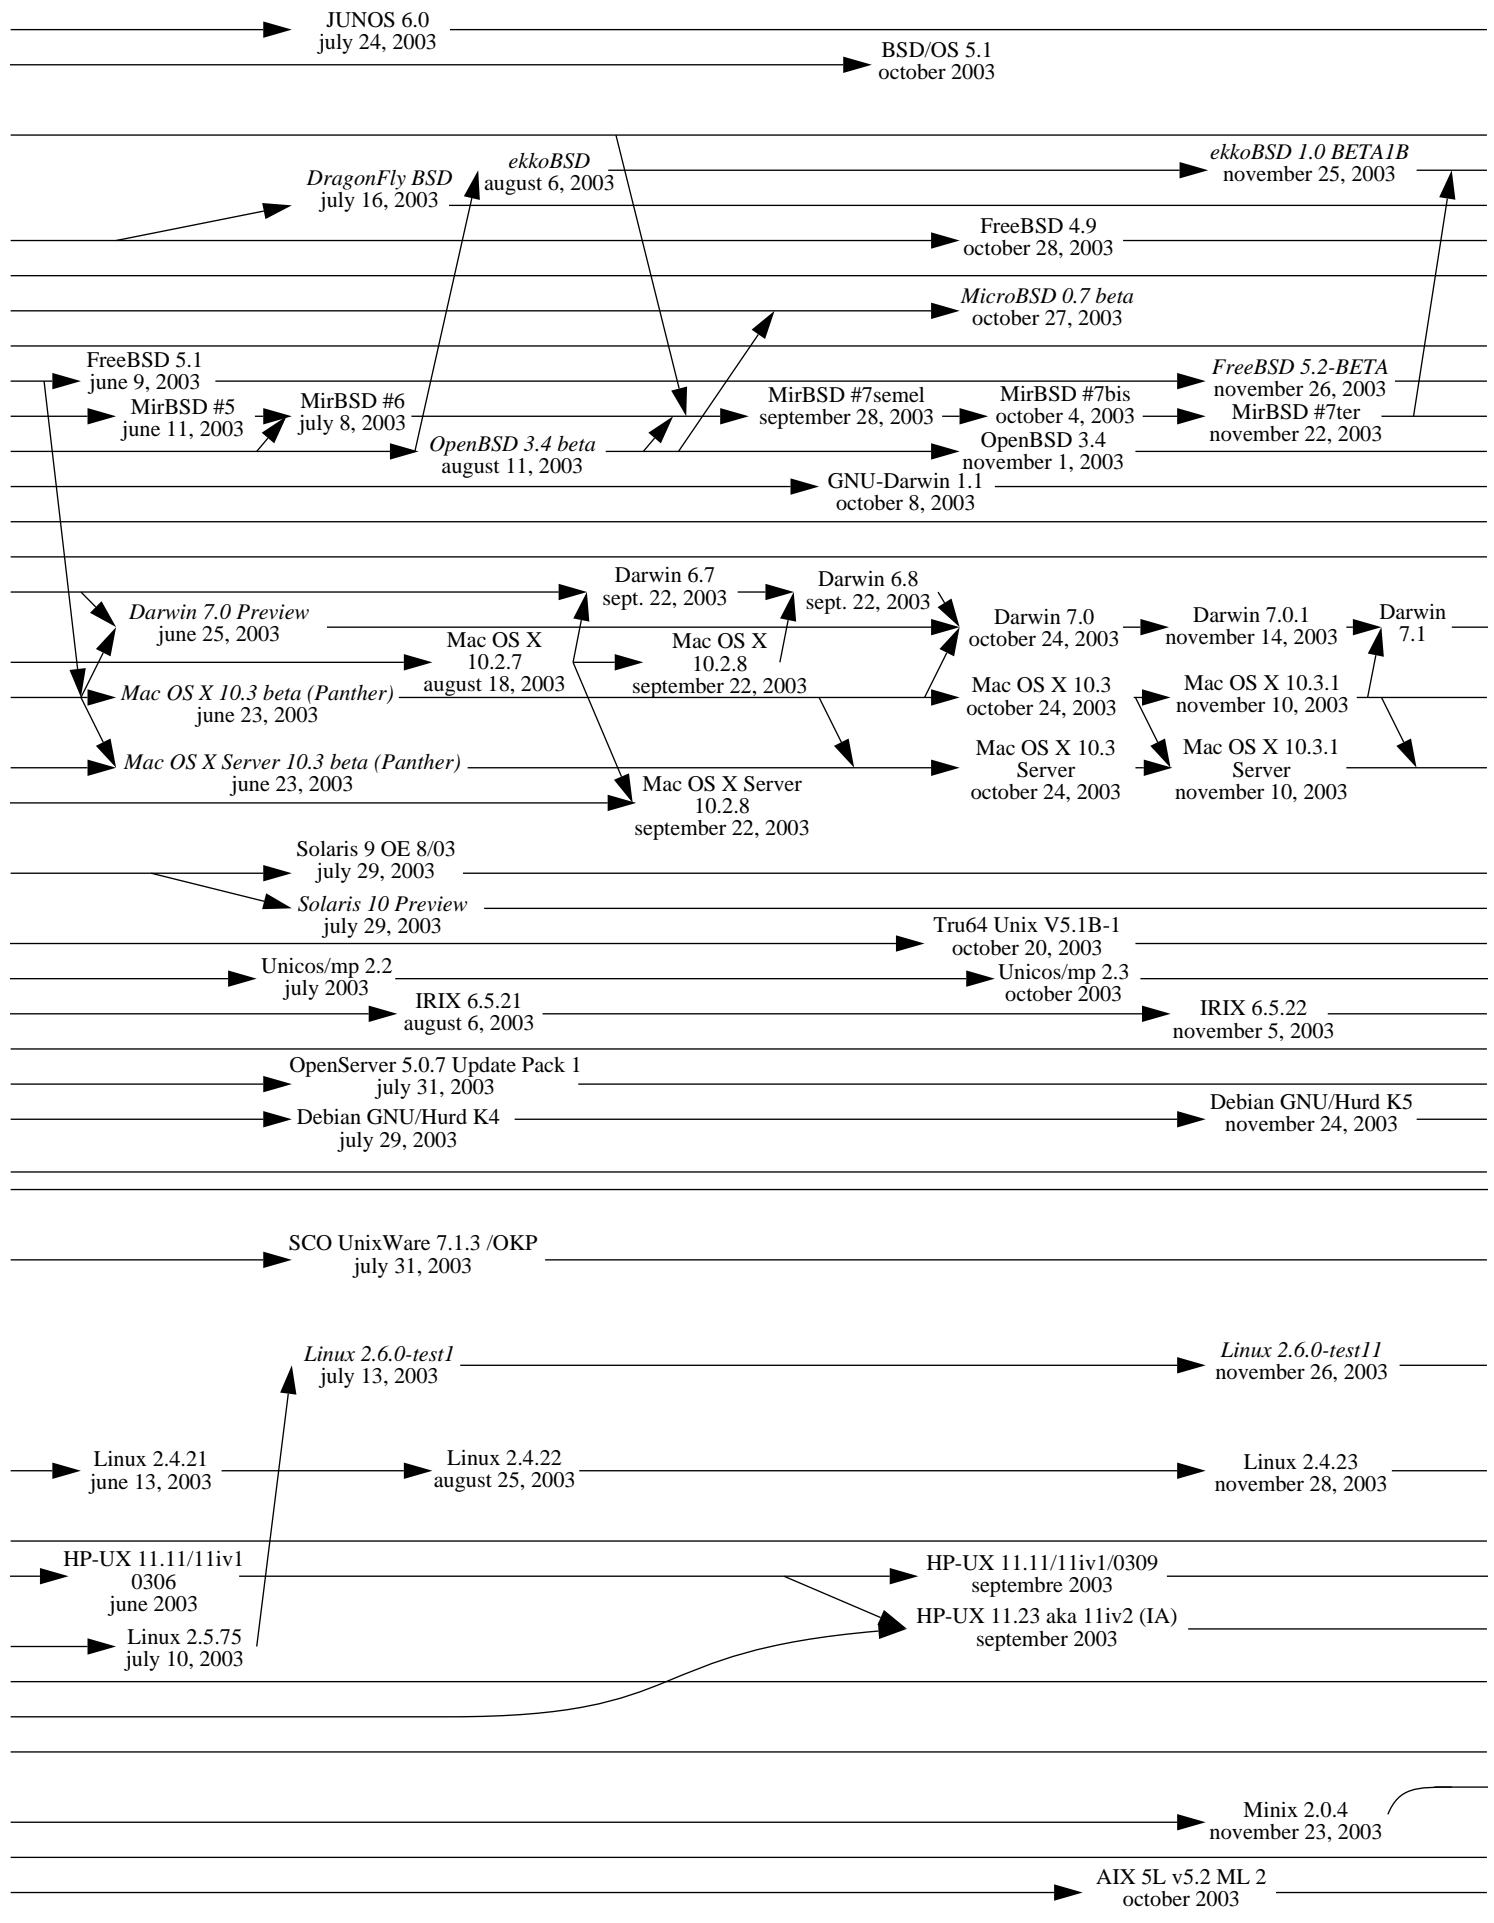 JUNOS 6.0
july 24, 2003
BSD/OS 5.1
october 2003
ekkoBSD
august 6, 2003
ekkoBSD 1.0 BETA1B
november 25, 2003
DragonFly BSD
july 16, 2003
FreeBSD 4.9
october 28, 2003
MicroBSD 0.7 beta
october 27, 2003
FreeBSD 5.1
june 9, 2003
FreeBSD 5.2-BETA
november 26, 2003
MirBSD #5
june 11, 2003
MirBSD #6
july 8, 2003
MirBSD #7semel
september 28, 2003
MirBSD #7bis
october 4, 2003
MirBSD #7ter
november 22, 2003
OpenBSD 3.4 beta
august 11, 2003
OpenBSD 3.4
november 1, 2003
GNU-Darwin 1.1
october 8, 2003
Darwin 6.7
sept. 22, 2003
Darwin 6.8
sept. 22, 2003
Darwin 7.0 Preview
june 25, 2003
Darwin 7.0
october 24, 2003
Darwin 7.0.1
november 14, 2003
Darwin
7.1
Mac OS X
10.2.7
august 18, 2003
Mac OS X
10.2.8
september 22, 2003
Mac OS X 10.3 beta (Panther)
june 23, 2003
Mac OS X 10.3
october 24, 2003
Mac OS X 10.3.1
november 10, 2003
Mac OS X Server 10.3 beta (Panther)
june 23, 2003
Mac OS X 10.3
Server
october 24, 2003
Mac OS X 10.3.1
Server
november 10, 2003
Mac OS X Server
10.2.8
september 22, 2003
Solaris 9 OE 8/03
july 29, 2003
Solaris 10 Preview
july 29, 2003
Tru64 Unix V5.1B-1
october 20, 2003
Unicos/mp 2.2
july 2003
Unicos/mp 2.3
october 2003
IRIX 6.5.21
august 6, 2003
IRIX 6.5.22
november 5, 2003
OpenServer 5.0.7 Update Pack 1
july 31, 2003
Debian GNU/Hurd K4
july 29, 2003
Debian GNU/Hurd K5
november 24, 2003
SCO UnixWare 7.1.3 /OKP
july 31, 2003
Linux 2.6.0-test1
july 13, 2003
Linux 2.6.0-test11
november 26, 2003
Linux 2.4.21
june 13, 2003
Linux 2.4.22
august 25, 2003
Linux 2.4.23
november 28, 2003
HP-UX 11.11/11iv1
0306
june 2003
HP-UX 11.11/11iv1/0309
septembre 2003
HP-UX 11.23 aka 11iv2 (IA)
september 2003
Linux 2.5.75
july 10, 2003
Minix 2.0.4
november 23, 2003
AIX 5L v5.2 ML 2
october 2003